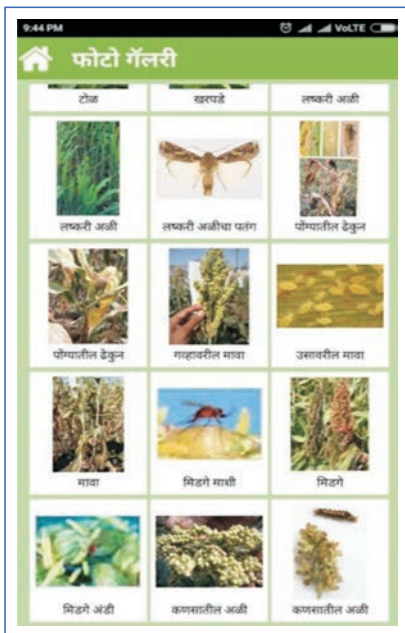 9:44 PM VoLTE
फोटो गॅलरी
टोळ खरपडे लष्करी अळी
लष्करी अळी लष्करी अळीचा पतंग पोंग्यातील ढेकुन
पोंग्यातील ढेकुन गव्हावरील मावा उसावरील मावा
मावा मिडगे माशी मिडगे
मिडगे अंडी कणसातील अळी कणसातील अळी